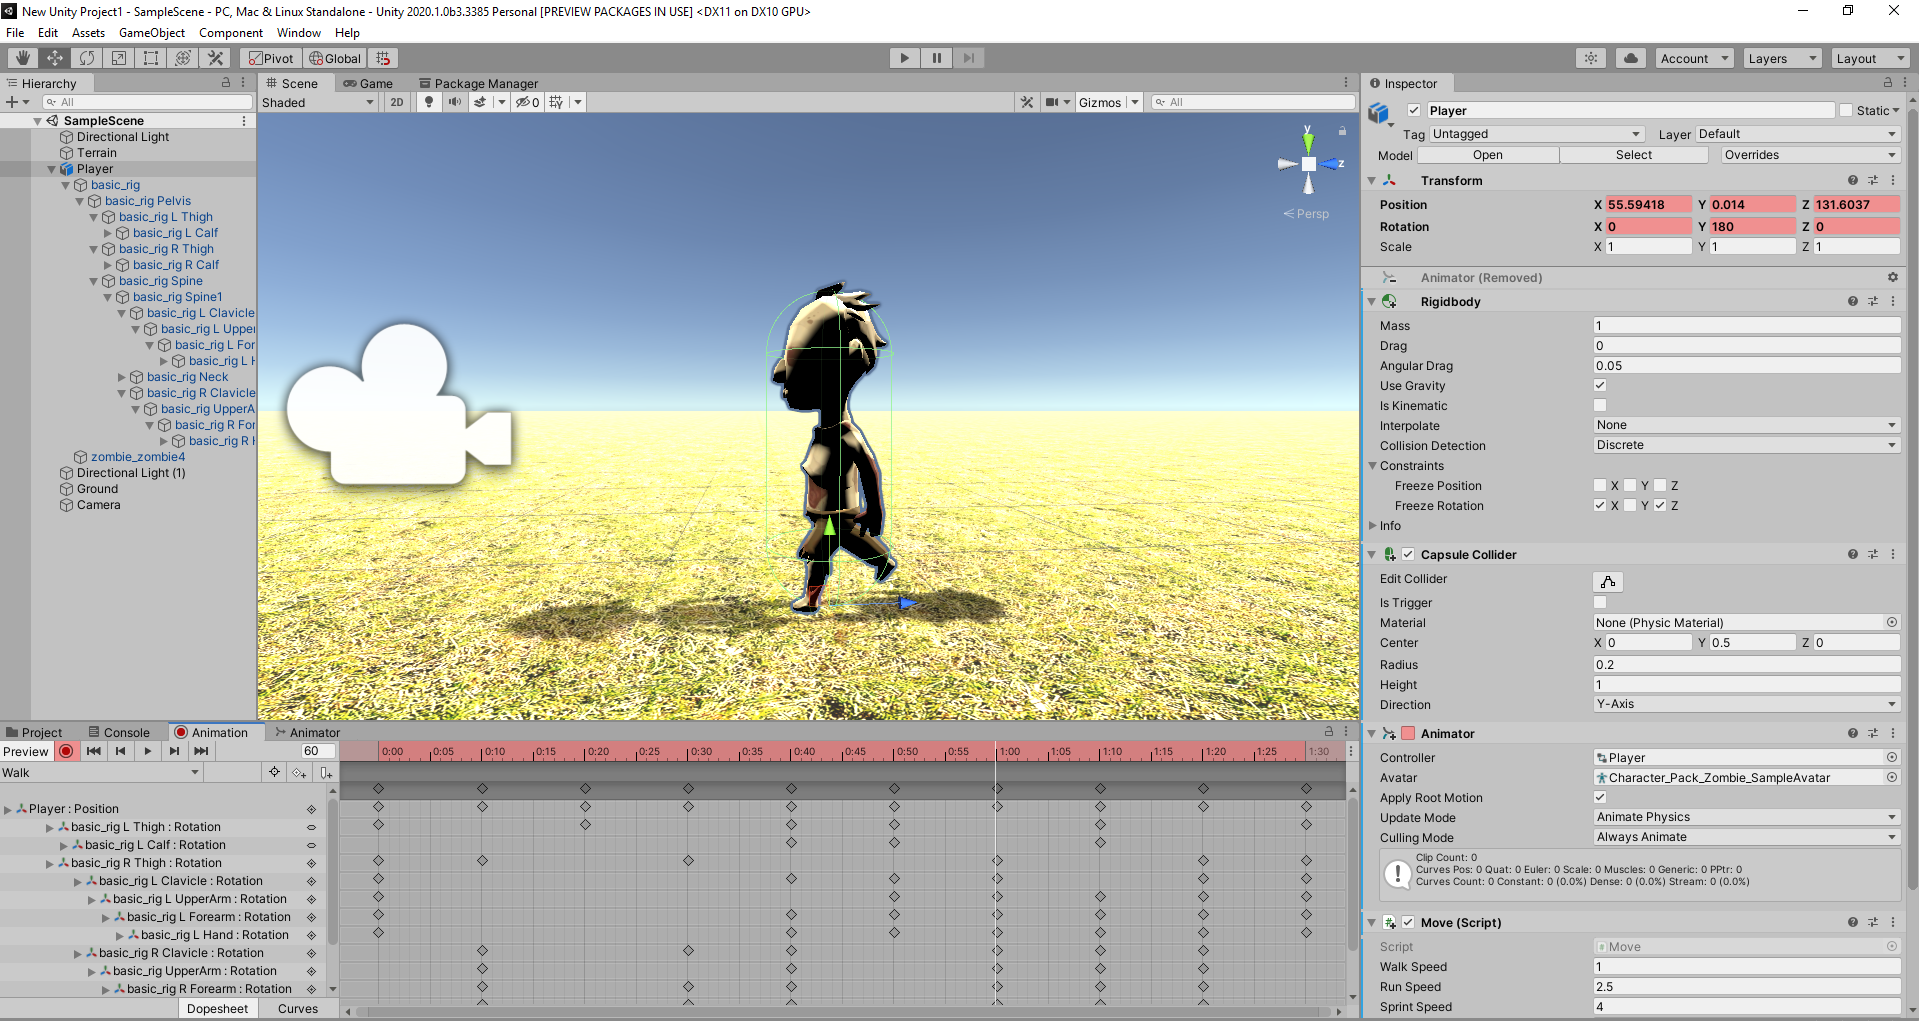 New Unity Project1 - SampleScene - PC, Mac & Linux Standalone - Unity 2020.1.0b3.3385 Personal [PREVIEW PACKAGES IN USE] <DX11 on DX10 GPU>
File Edit Assets GameObject Component Window Help
Pivot Global Account Layers Layout
Hierarchy
All
SampleScene
Directional Light
Terrain
Player
basic_rig
basic_rig Pelvis
basic_rig L Thigh
basic_rig L Calf
basic_rig R Thigh
basic_rig R Calf
basic_rig Spine
basic_rig Spine1
basic_rig L Clavicle
basic_rig L Upper
basic_rig L For
basic_rig L H
basic_rig Neck
basic_rig R Clavicle
basic_rig UpperA
basic_rig R For
basic_rig R H
zombie_zombie4
Directional Light (1)
Ground
Camera
Scene Game Package Manager
Shaded 2D 0 Gizmos All
y
z
Persp
Inspector
Player Static
Tag Untagged Layer Default
Model Open Select Overrides
Transform
Position X 55.59418 Y 0.014 Z 131.6037
Rotation X 0 Y 180 Z 0
Scale X 1 Y 1 Z 1
Animator (Removed)
Rigidbody
Mass 1
Drag 0
Angular Drag 0.05
Use Gravity
Is Kinematic
Interpolate None
Collision Detection Discrete
Constraints
Freeze Position X Y Z
Freeze Rotation X Y Z
Info
Capsule Collider
Edit Collider
Is Trigger
Material None (Physic Material)
Center X 0 Y 0.5 Z 0
Radius 0.2
Height 1
Direction Y-Axis
Animator
Controller Player
Avatar Character_Pack_Zombie_SampleAvatar
Apply Root Motion
Update Mode Animate Physics
Culling Mode Always Animate
Clip Count: 0
Curves Pos: 0 Quat: 0 Euler: 0 Scale: 0 Muscles: 0 Generic: 0 PPtr: 0
Curves Count: 0 Constant: 0 (0.0%) Dense: 0 (0.0%) Stream: 0 (0.0%)
Move (Script)
Script Move
Walk Speed 1
Run Speed 2.5
Sprint Speed 4
Project Console Animation Animator
Preview 60 0:00 0:05 0:10 0:15 0:20 0:25 0:30 0:35 0:40 0:45 0:50 0:55 1:00 1:05 1:10 1:15 1:20 1:25 1:30
Walk
Player : Position
basic_rig L Thigh : Rotation
basic_rig L Calf : Rotation
basic_rig R Thigh : Rotation
basic_rig L Clavicle : Rotation
basic_rig L UpperArm : Rotation
basic_rig L Forearm : Rotation
basic_rig L Hand : Rotation
basic_rig R Clavicle : Rotation
basic_rig UpperArm : Rotation
basic_rig R Forearm : Rotation
Dopesheet Curves